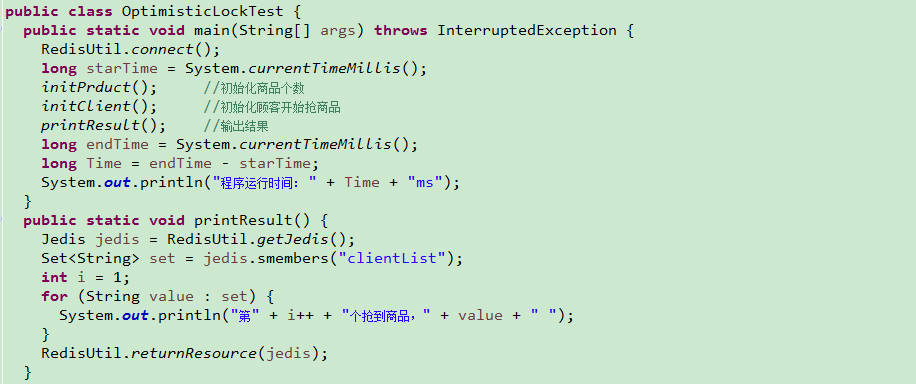 public class OptimisticLockTest {
  public static void main(String[] args) throws InterruptedException {
    RedisUtil.connect();
    long starTime = System.currentTimeMillis();
    initPrduct();     //初始化商品个数
    initClient();     //初始化顾客开始抢商品
    printResult();    //输出结果
    long endTime = System.currentTimeMillis();
    long Time = endTime - starTime;
    System.out.println("程序运行时间：" + Time + "ms");
  }
  public static void printResult() {
    Jedis jedis = RedisUtil.getJedis();
    Set<String> set = jedis.smembers("clientList");
    int i = 1;
    for (String value : set) {
      System.out.println("第" + i++ + "个抢到商品，" + value + " ");
    }
    RedisUtil.returnResource(jedis);
  }